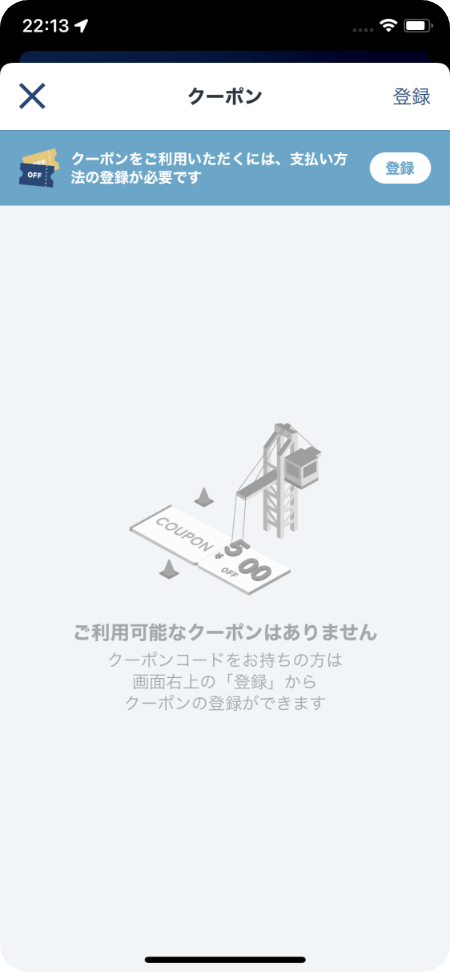 22:13
クーポン
登録
OFF
OFF
クーポンをご利用いただくには、支払い方
法の登録が必要です
登録
COUPON
¥500
OFF
ご利用可能なクーポンはありません
クーポンコードをお持ちの方は
画面右上の「登録」から
クーポンの登録ができます